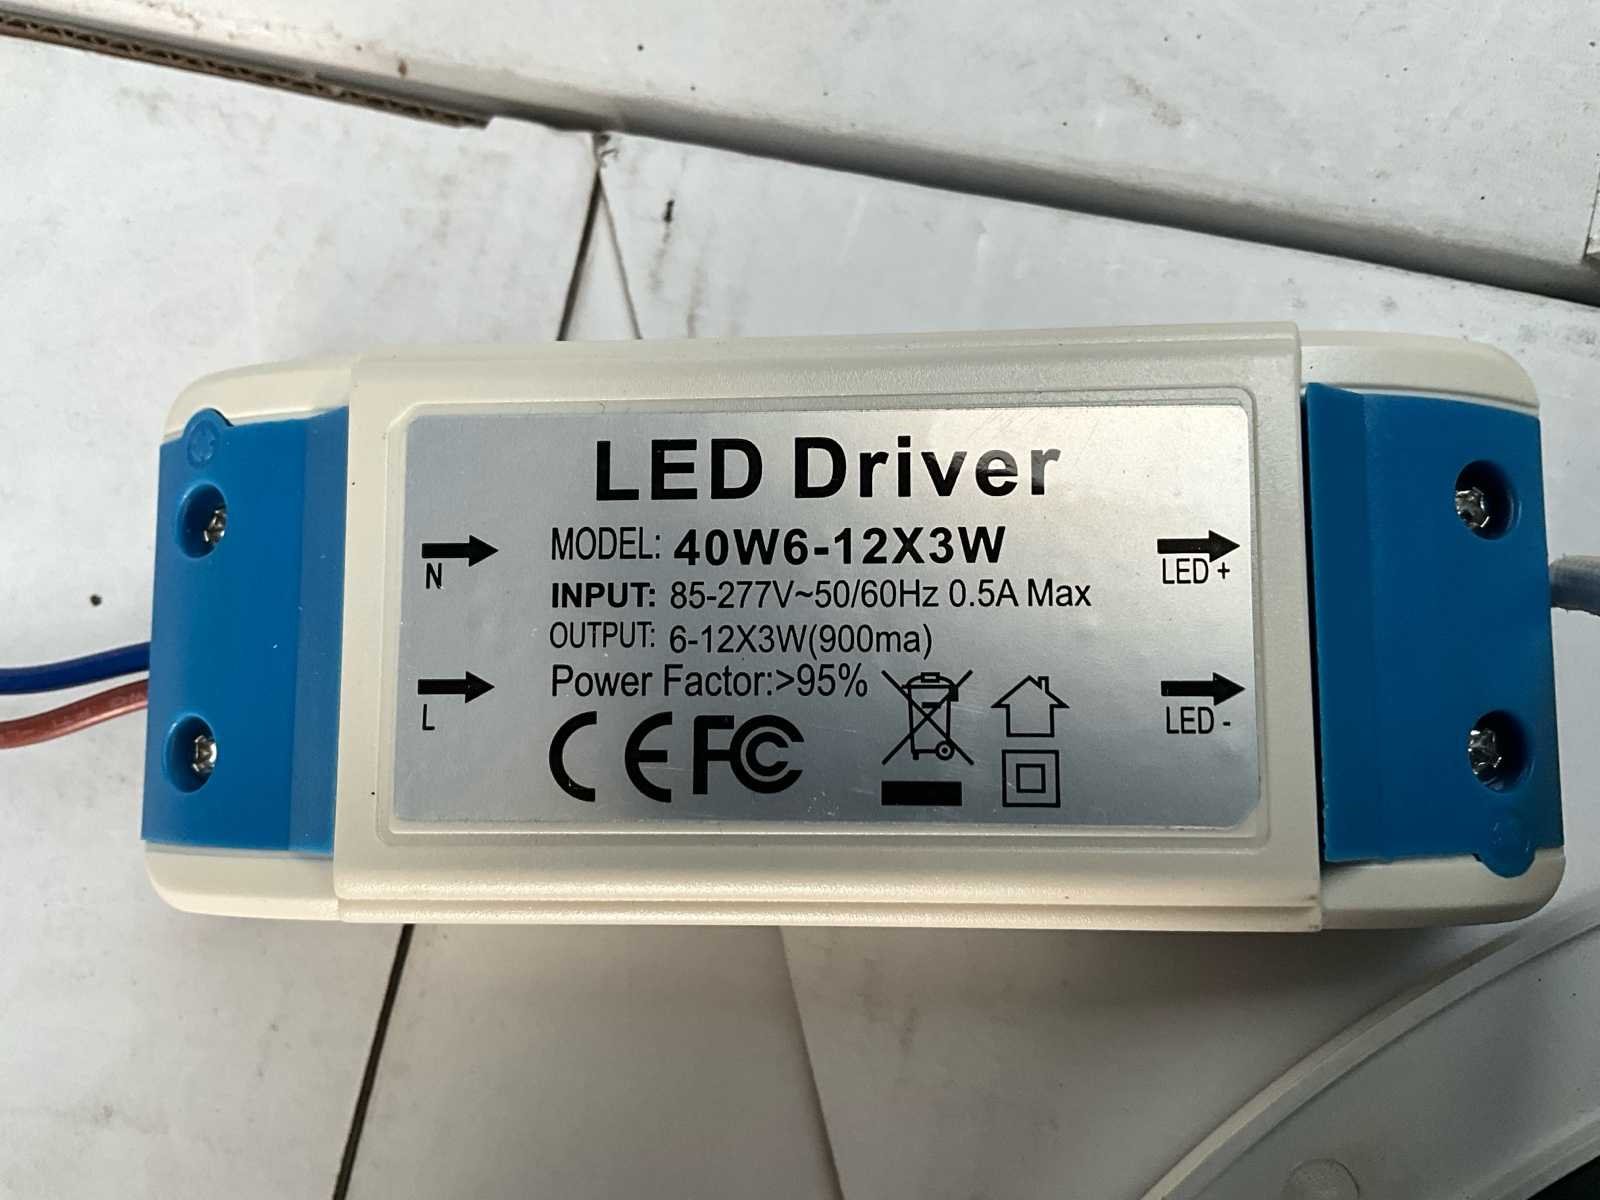 LED Driver
MODEL: 40W6-12X3W
INPUT: 85-277V~50/60Hz 0.5A Max
OUTPUT: 6-12X3W(900ma)
Power Factor:>95%
CE FC
N
L
LED +
LED -